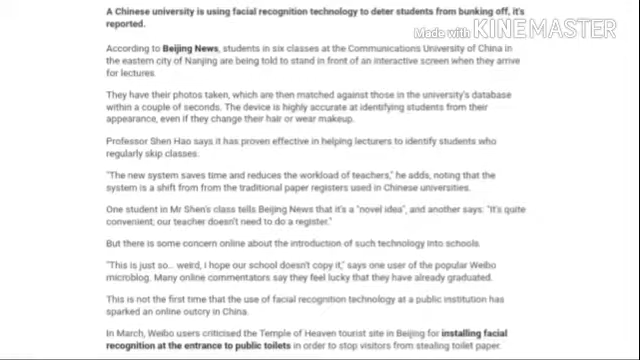 A Chinese university is using facial recognition technology to deter students from bunking off, it's
reported.
Made with KINEMASTER
According to Beijing News, students in six classes at the Communications University of China in
the eastern city of Nanjing are being told to stand in front of an interactive screen when they arrive
for lectures.
They have their photos taken, which are then matched against those in the university's database
within a couple of seconds. The device is highly accurate at identifying students from their
appearance, even if they change their hair or wear makeup.
Professor Shen Hao says it has proven effective in helping lecturers to identify students who
regularly skip classes.
"The new system saves time and reduces the workload of teachers," he adds, noting that the
system is a shift from from the traditional paper registers used in Chinese universities.
One student in Mr Shen's class tells Beijing News that it's a "novel idea", and another says: "It's quite
convenient; our teacher doesn't need to do a register."
But there is some concern online about the introduction of such technology into schools.
"This is just so... weird, I hope our school doesn't copy it," says one user of the popular Weibo
microblog. Many online commentators say they feel lucky that they have already graduated.
This is not the first time that the use of facial recognition technology at a public institution has
sparked an online outcry in China.
In March, Weibo users criticised the Temple of Heaven tourist site in Beijing for installing facial
recognition at the entrance to public toilets in order to stop visitors from stealing toilet paper.